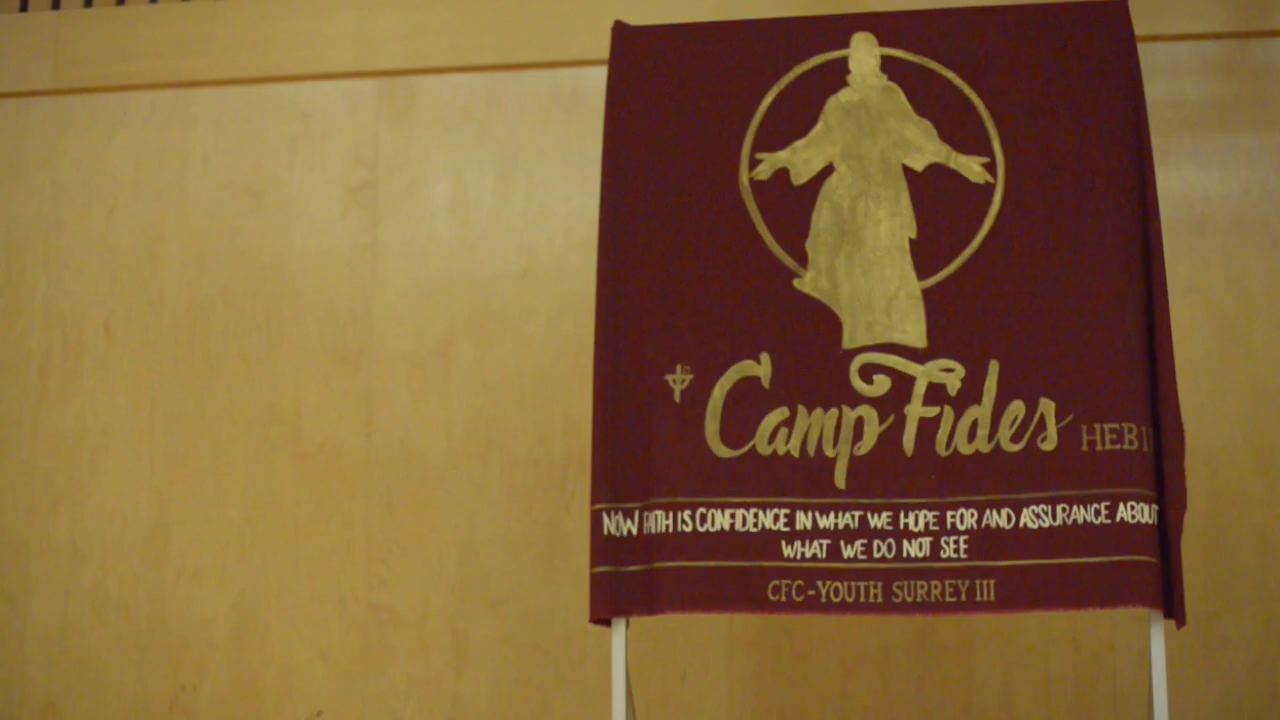 Camp Fides HEB 11
NOW FAITH IS CONFIDENCE IN WHAT WE HOPE FOR AND ASSURANCE ABOUT
WHAT WE DO NOT SEE
CFC-YOUTH SURREY III